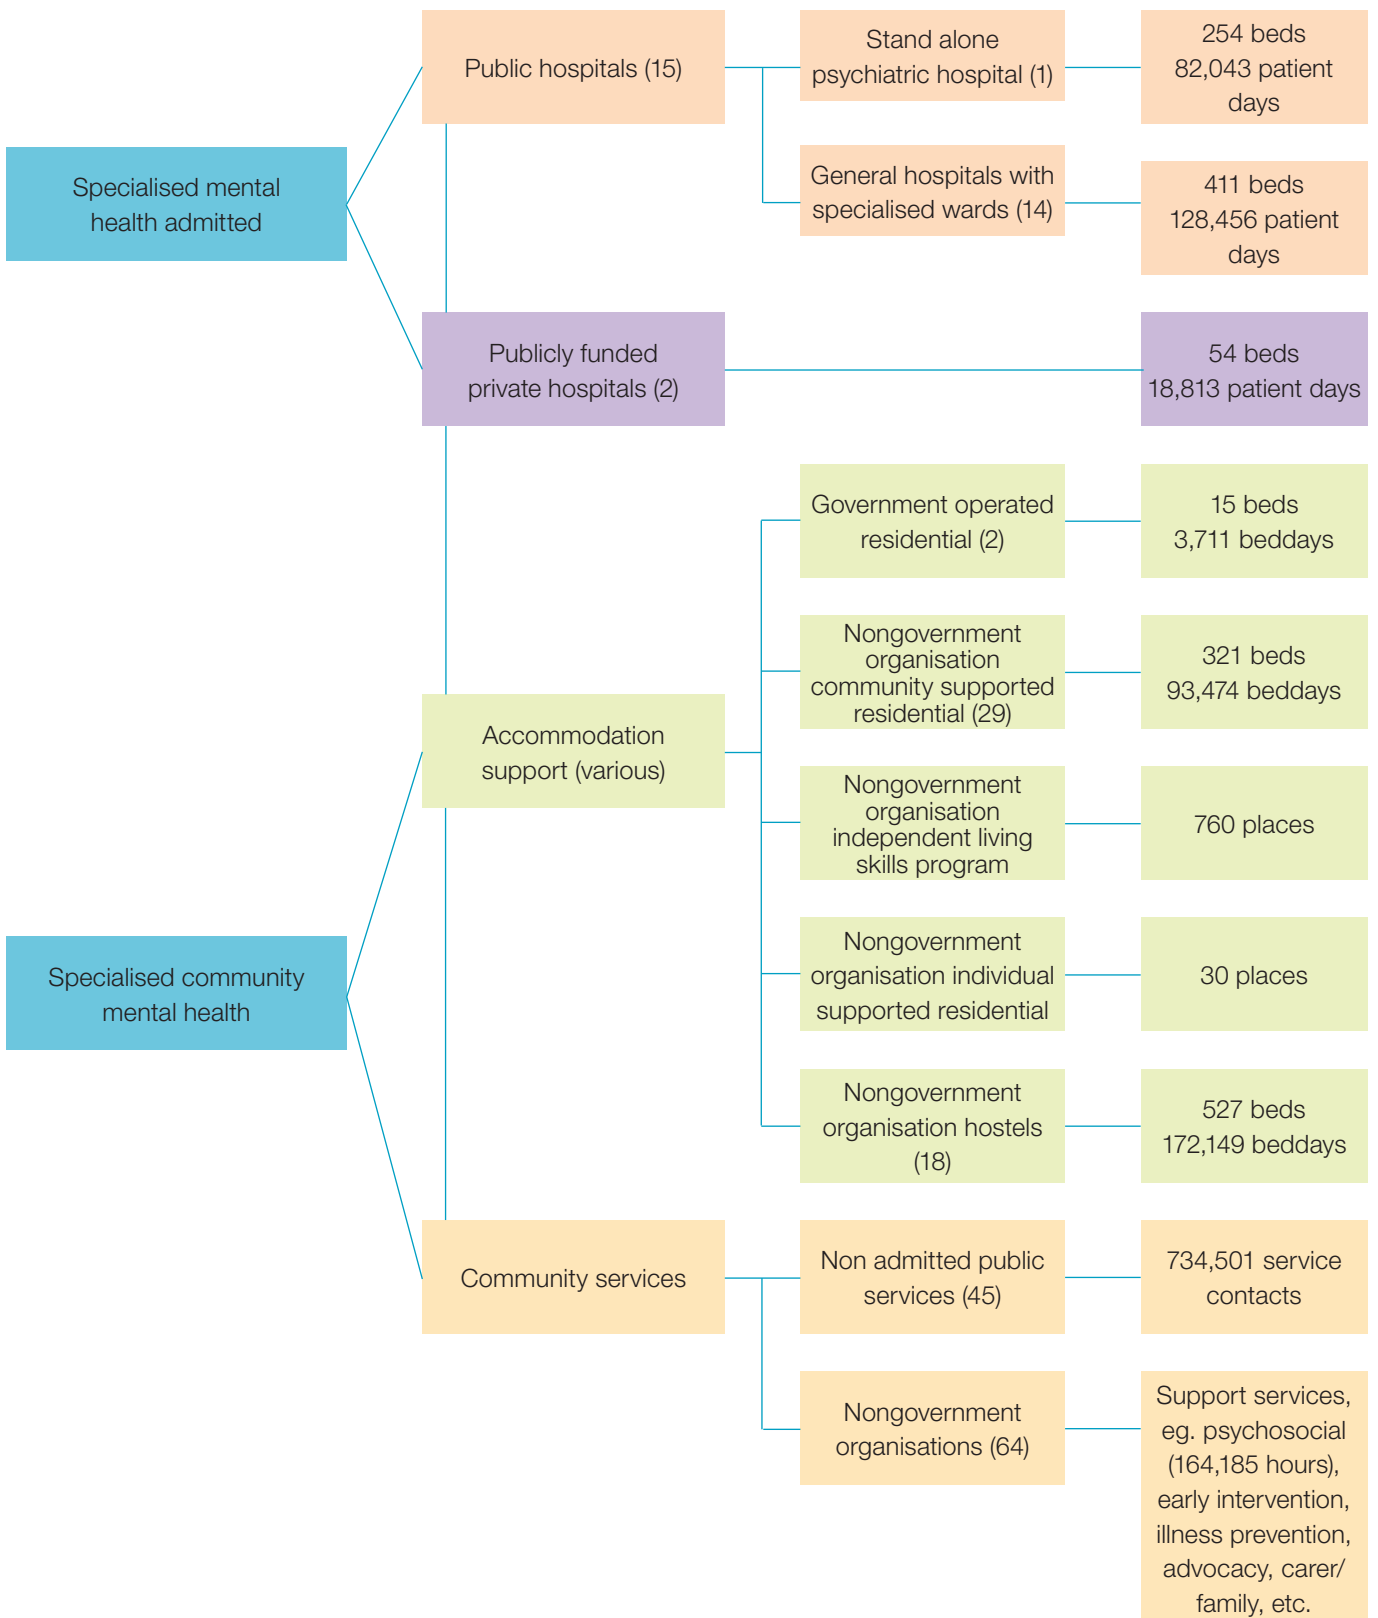 Specialised mental
health admitted
Public hospitals (15)
Stand alone
psychiatric hospital (1)
254 beds
82,043 patient
days
General hospitals with
specialised wards (14)
411 beds
128,456 patient
days
Publicly funded
private hospitals (2)
54 beds
18,813 patient days
Specialised community
mental health
Accommodation
support (various)
Government operated
residential (2)
15 beds
3,711 beddays
Nongovernment
organisation
community supported
residential (29)
321 beds
93,474 beddays
Nongovernment
organisation
independent living
skills program
760 places
Nongovernment
organisation individual
supported residential
30 places
Nongovernment
organisation hostels
(18)
527 beds
172,149 beddays
Community services
Non admitted public
services (45)
734,501 service
contacts
Nongovernment
organisations (64)
Support services,
eg. psychosocial
(164,185 hours),
early intervention,
illness prevention,
advocacy, carer/
family, etc.